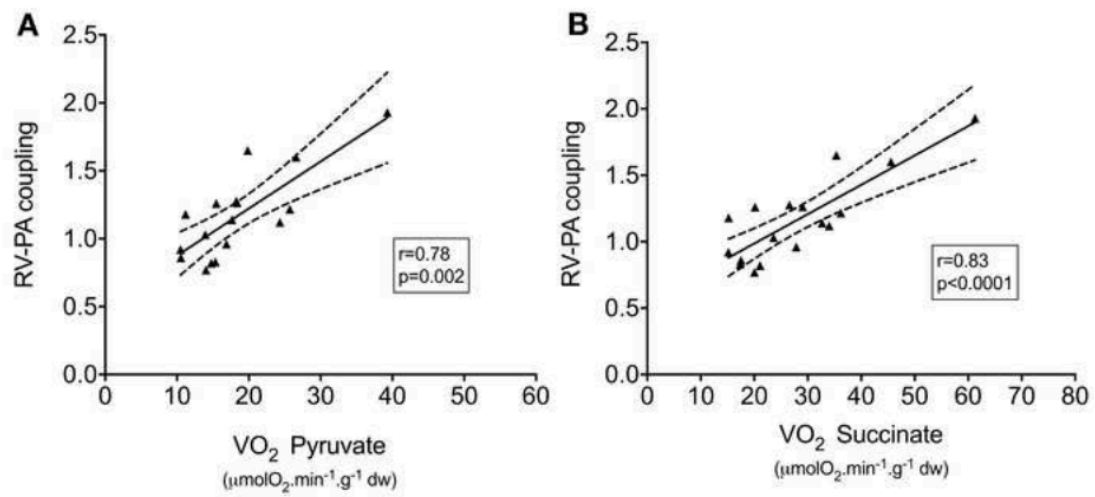 A
2.5
2.0
1.5
1.0
0.5
0.0
RV-PA coupling
r=0.78
p=0.002
0 10 20 30 40 50 60
VO₂ Pyruvate
(μmolO₂.min⁻¹.g⁻¹ dw)
B
2.5
2.0
1.5
1.0
0.5
0.0
RV-PA coupling
r=0.83
p<0.0001
0 10 20 30 40 50 60 70 80
VO₂ Succinate
(μmolO₂.min⁻¹.g⁻¹ dw)